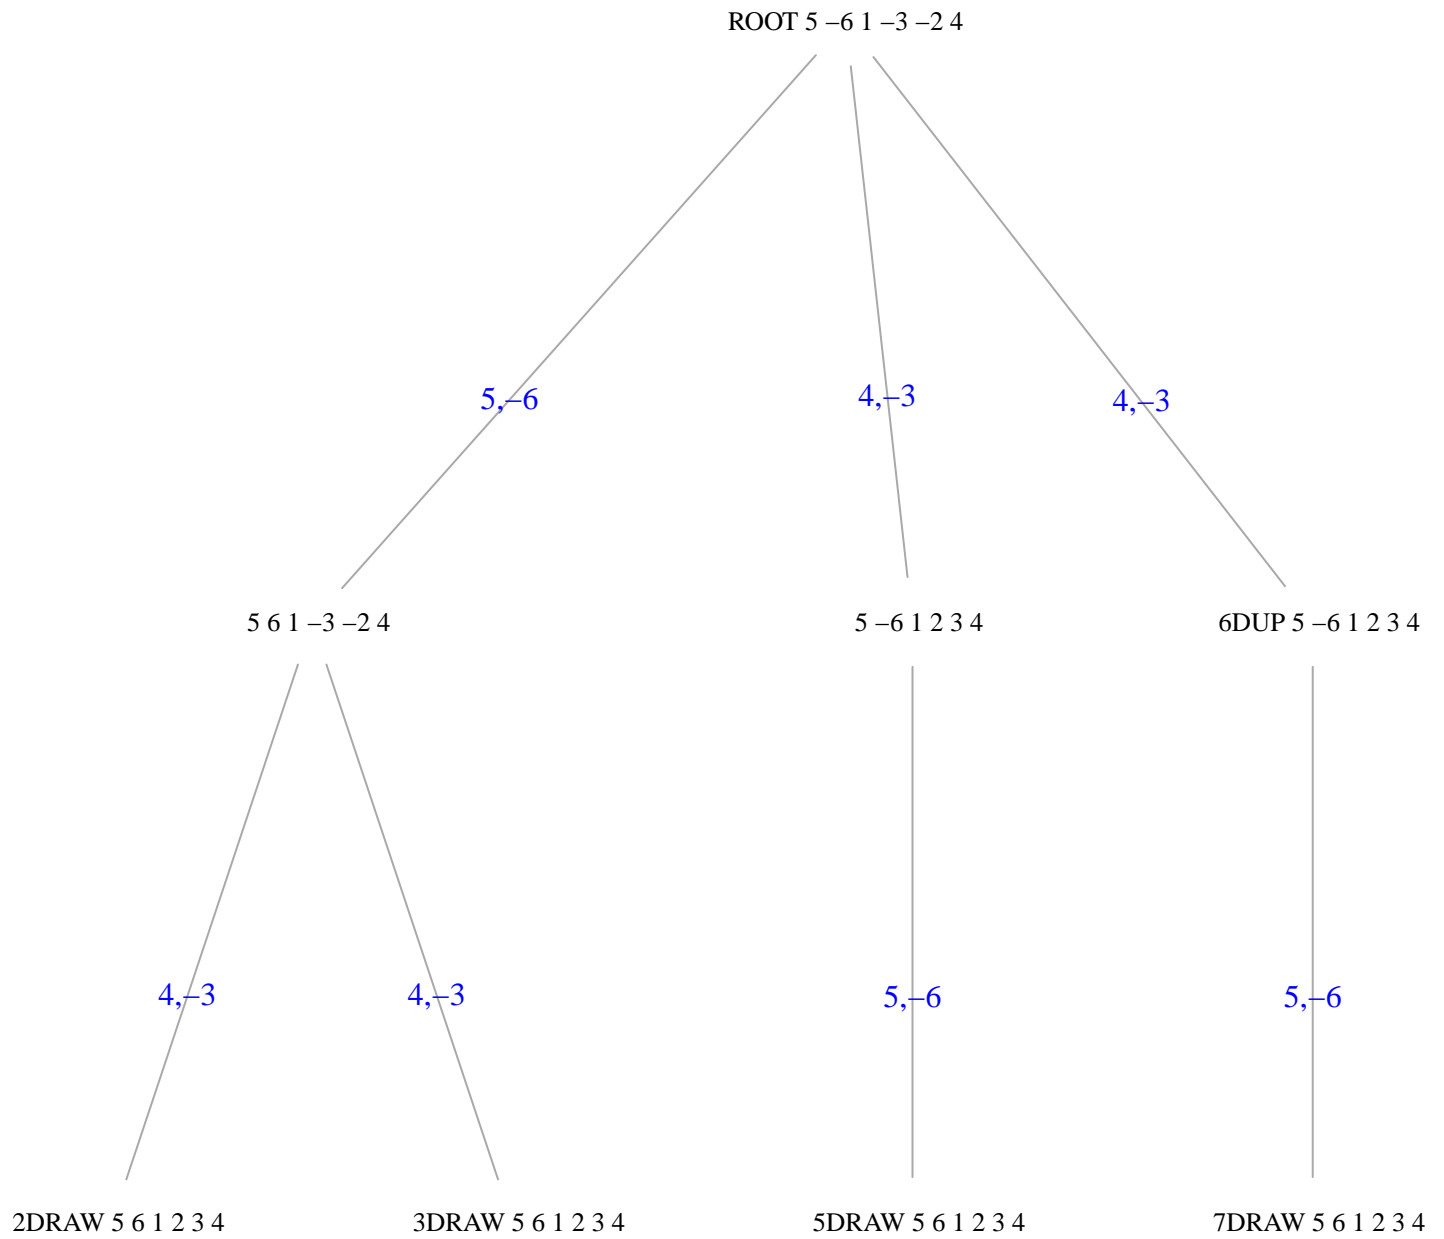 ROOT 5 –6 1 –3 –2 4
5,–6
4,–3
4,–3
5 6 1 –3 –2 4
5 –6 1 2 3 4
6DUP 5 –6 1 2 3 4
4,–3
4,–3
5,–6
5,–6
2DRAW 5 6 1 2 3 4
3DRAW 5 6 1 2 3 4
5DRAW 5 6 1 2 3 4
7DRAW 5 6 1 2 3 4